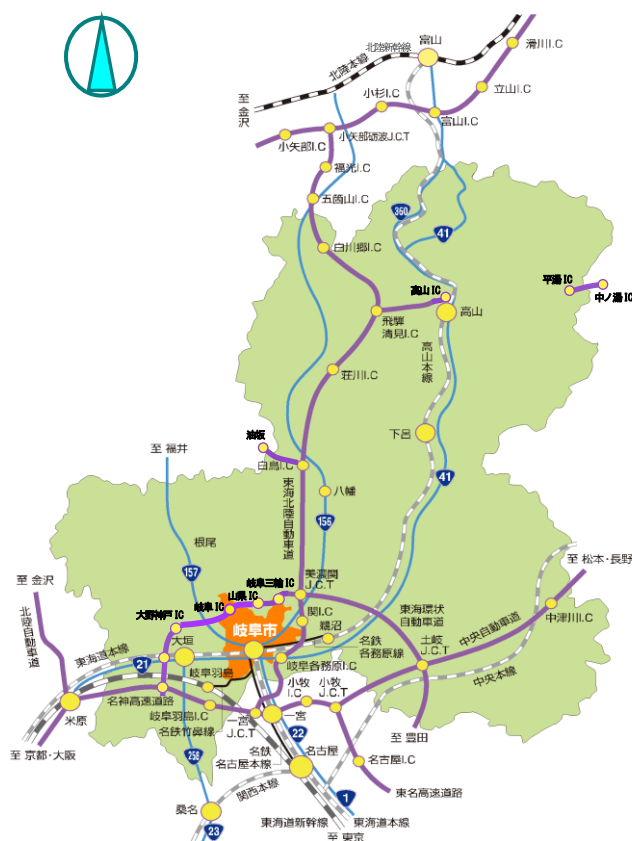 富山
北陸新幹線
北陸本線
滑川I.C
立山I.C
至金沢
小杉I.C
富山I.C
小矢部砺波J.C.T
小矢部I.C
福光I.C
五箇山I.C
360
41
白川郷I.C
平湯IC
中ノ湯IC
高山IC
高山
飛騨
清見I.C
高山本線
荘川I.C
下呂
油坂
至 福井
白鳥I.C
41
八幡
東海北陸自動車道
156
根尾
157
至 松本・長野
美濃関
J.C.T
岐阜三輪IC
山県IC
岐阜IC
大野神戸IC
至 金沢
北陸自動車道
関I.C
東海環状
自動車道
中央自動車道
中津川I.C
岐阜市
鵜沼
名鉄
各務原線
土岐
J.C.T
東海道本線
大垣
21
岐阜羽島
岐阜各務原I.C
中央本線
名神高速道路
小牧
I.C
小牧
J.C.T
米原
岐阜羽島I.C
名鉄竹鼻線
一宮
J.C.T
一宮
至 豊田
22
至 京都・大阪
258
名鉄
名古屋本線
名古屋
名古屋I.C
関西本線
桑名
1
東名高速道路
23
東海道新幹線
東海道本線
至 東京